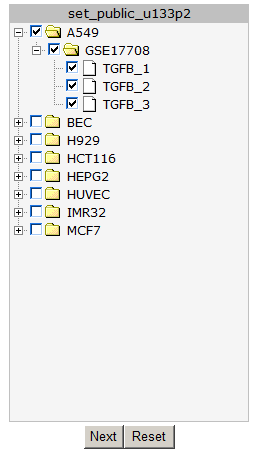 set_public_u133p2
A549
GSE17708
TGFB_1
TGFB_2
TGFB_3
BEC
H929
HCT116
HEPG2
HUVEC
IMR32
MCF7
Next Reset